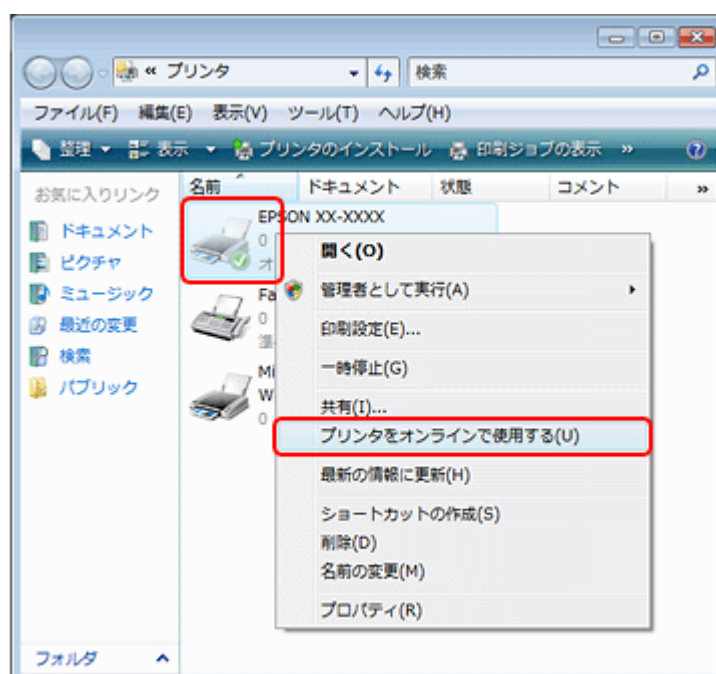 « プリンタ
検索
ファイル(F) 編集(E) 表示(V) ツール(T) ヘルプ(H)
整理 表示 プリンタのインストール 印刷ジョブの表示 »
お気に入りリンク
ドキュメント
ピクチャ
ミュージック
最近の変更
検索
パブリック
フォルダ
名前 ドキュメント 状態 コメント »
EPSON XX-XXXX
0
オ
Fa
0
準
Mi
W
0
開く(O)
管理者として実行(A)
印刷設定(E)...
一時停止(G)
共有(I)...
プリンタをオンラインで使用する(U)
最新の情報に更新(H)
ショートカットの作成(S)
削除(D)
名前の変更(M)
プロパティ(R)